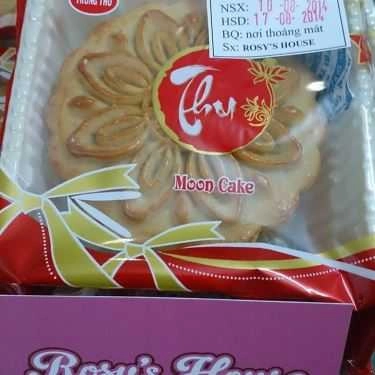 TRUNG THU
NSX: 10-08-2014
HSD: 17-08-2014
BQ: nơi thoáng mát
Sx: ROSY'S HOUSE
Thu
Moon Cake
Rosy's House